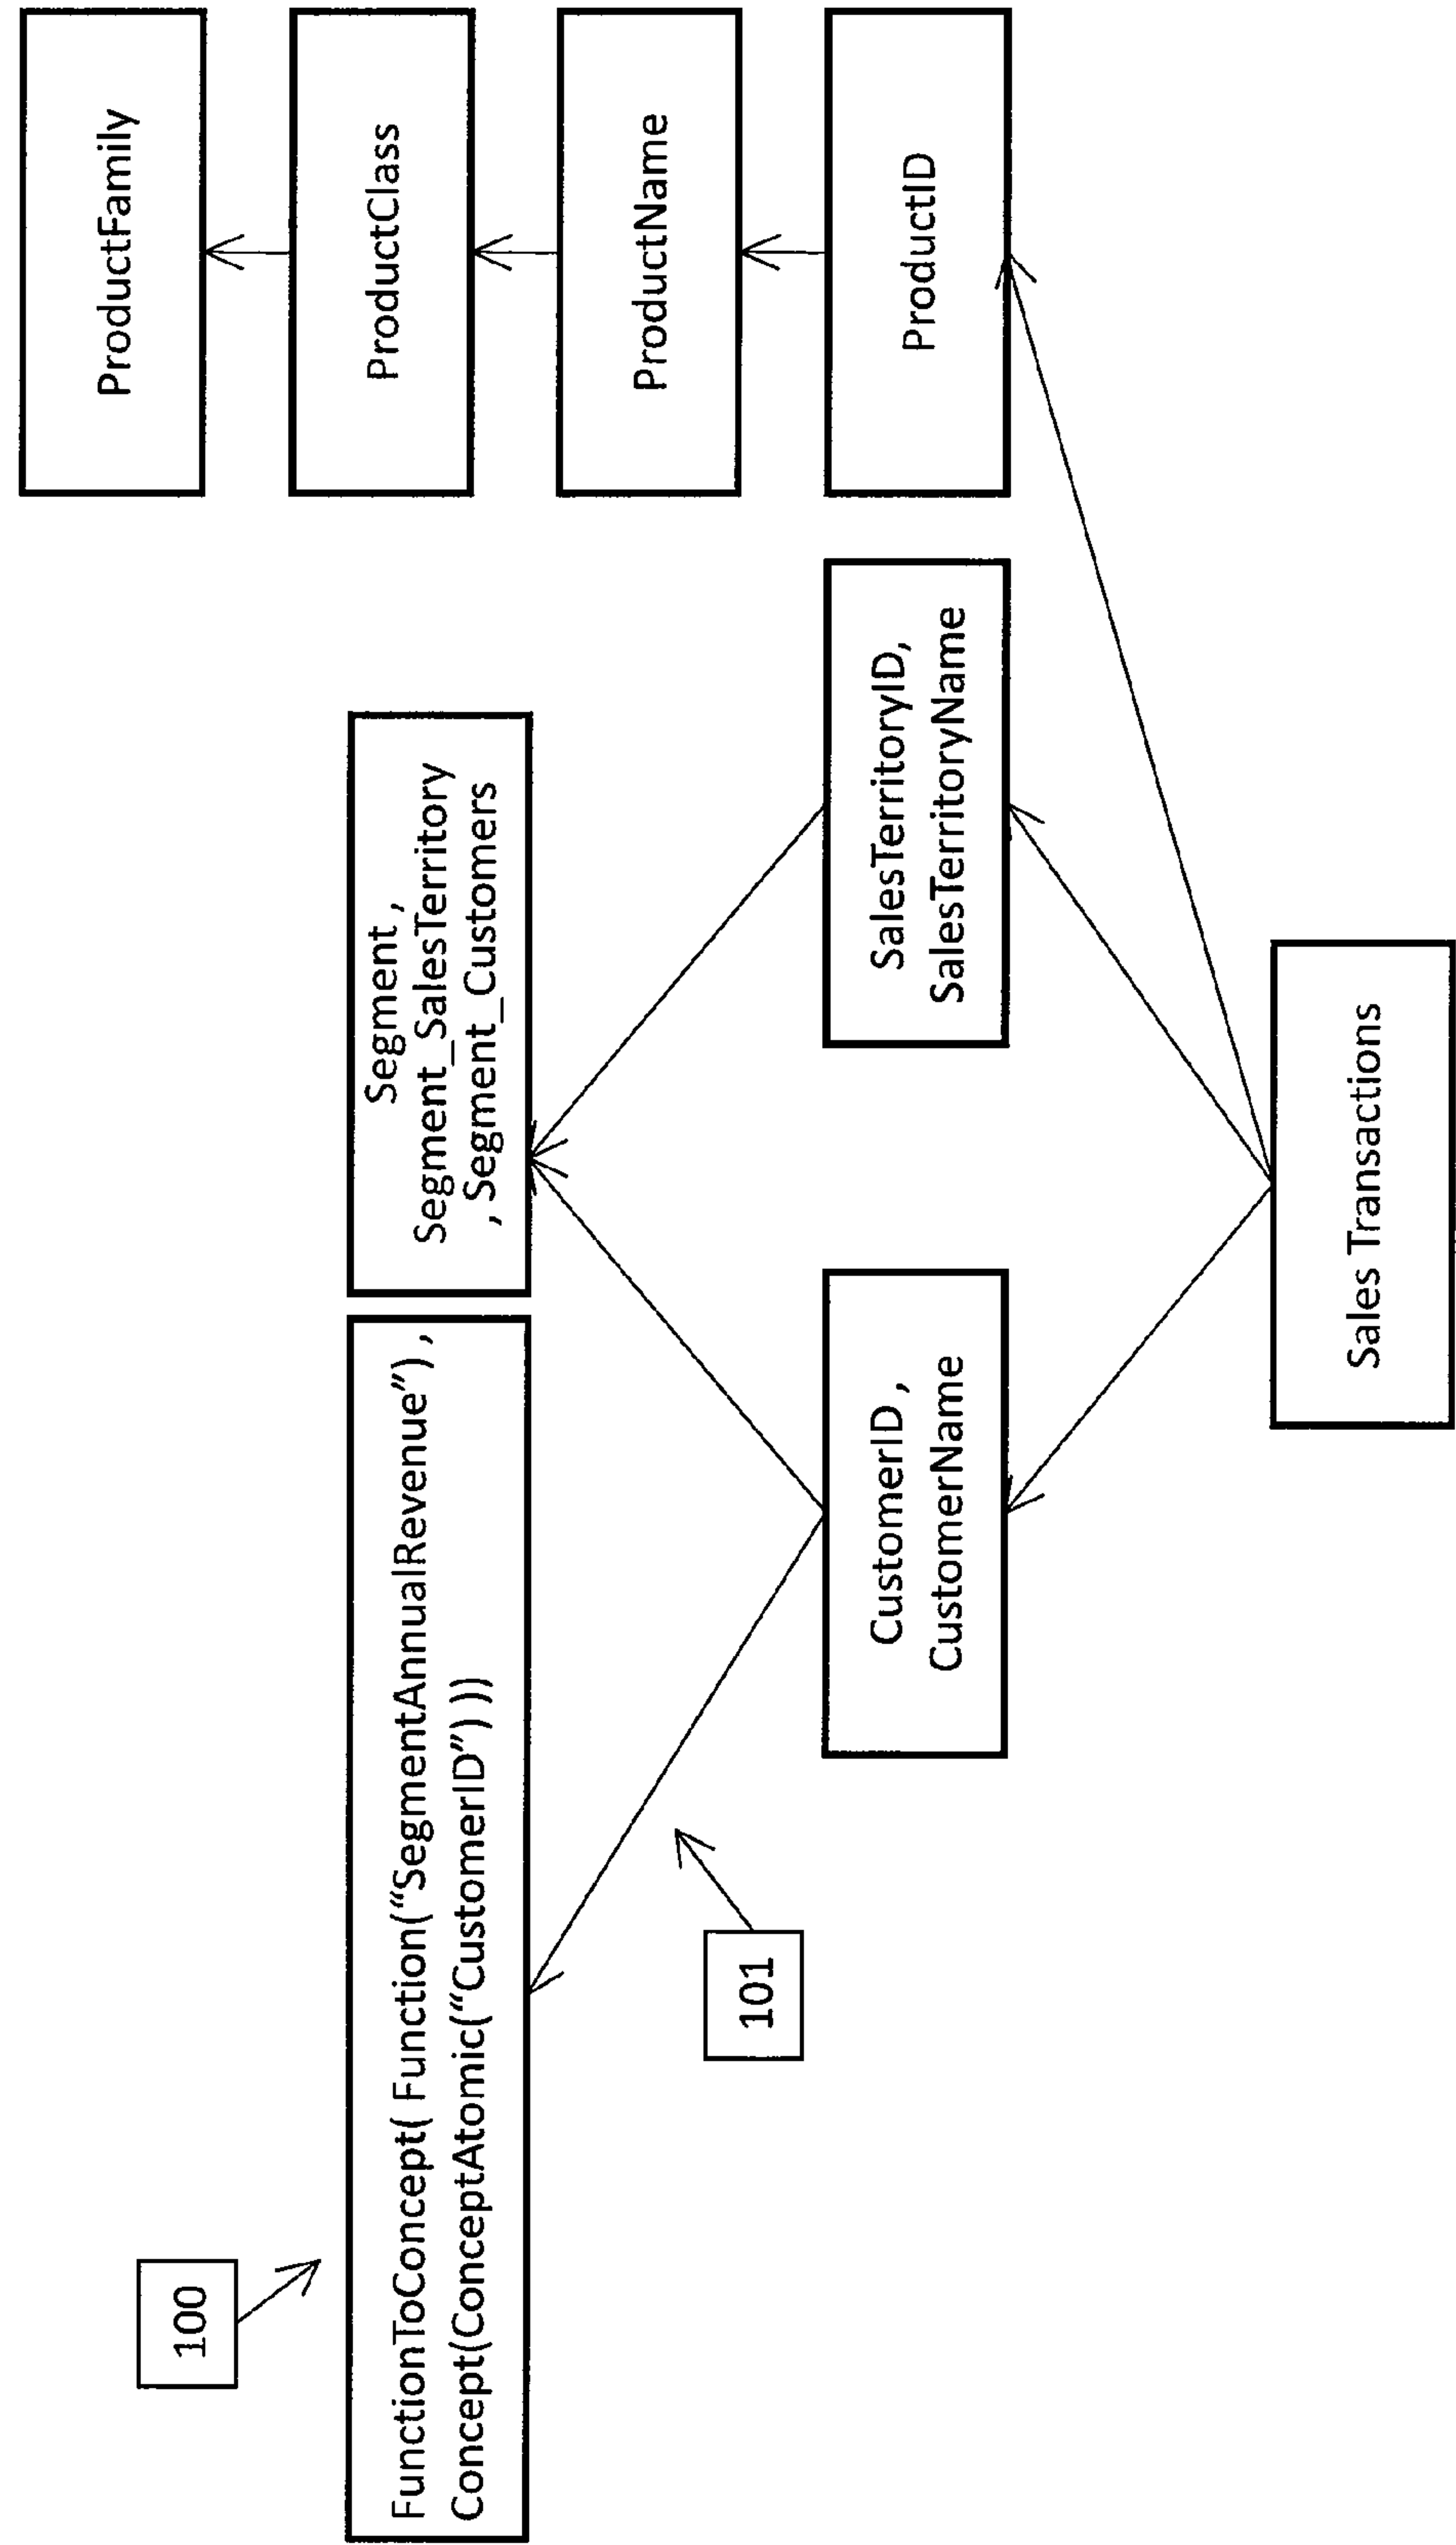 ProductFamily
100
FunctionToConcept( Function(“SegmentAnnualRevenue”) ,
Concept(ConceptAtomic(“CustomerID”) ))
Segment ,
Segment_SalesTerritory
, Segment_Customers
ProductClass
ProductName
101
CustomerID ,
CustomerName
SalesTerritoryID,
SalesTerritoryName
ProductID
Sales Transactions